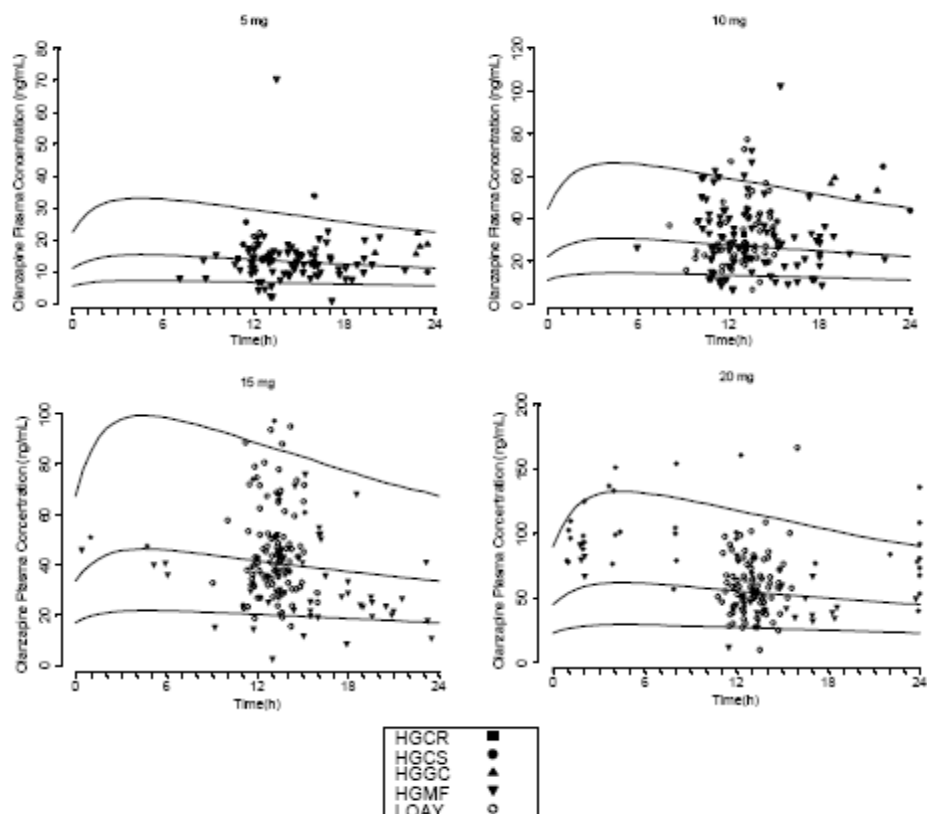 5 mg
Olanzapine Plasma Concentration (ng/mL)
80
70
60
50
40
30
20
10
0
0 6 12 18 24
Time(h)
10 mg
Olanzapine Plasma Concentration (ng/mL)
120
100
80
60
40
20
0
0 6 12 18 24
Time(h)
15 mg
Olanzapine Plasma Concentration (ng/mL)
100
80
60
40
20
0
0 6 12 18 24
Time(h)
20 mg
Olanzapine Plasma Concentration (ng/mL)
200
150
100
50
0
0 6 12 18 24
Time(h)
HGCR
HGCS
HGGC
HGMF
LOAY